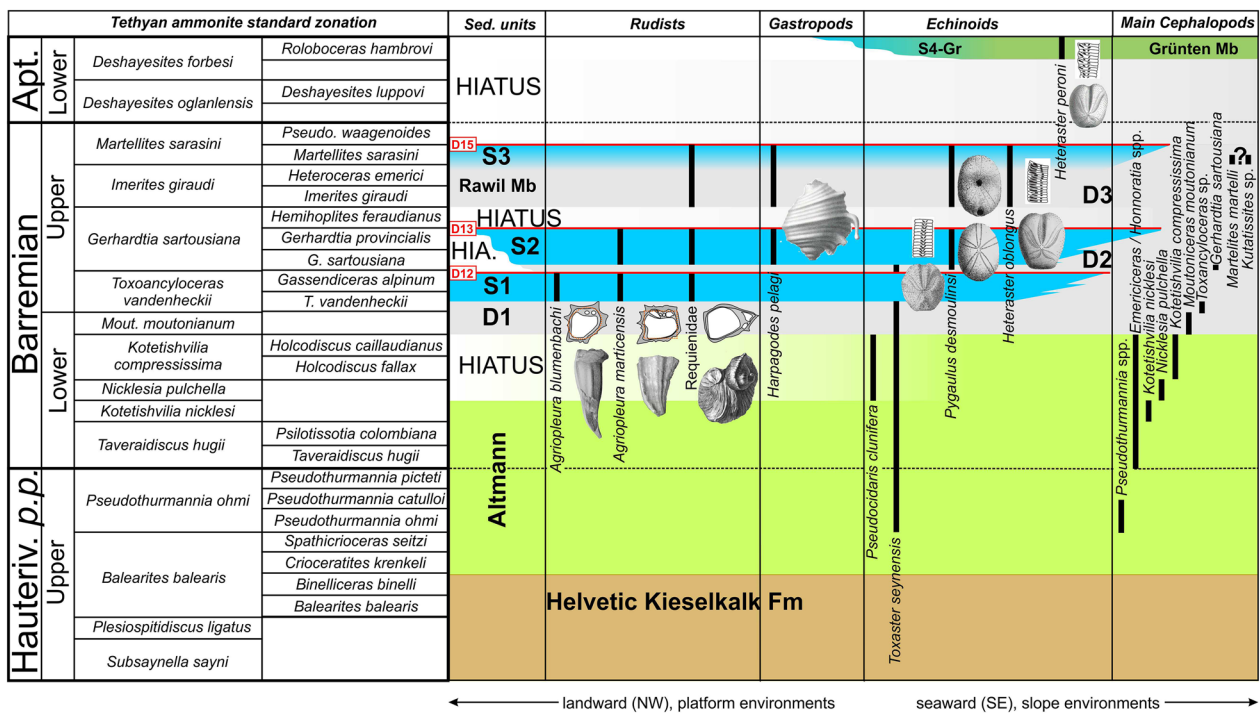 Tethyan ammonite standard zonation
Sed. units
Rudists
Gastropods
Echinoids
Main Cephalopods
Apt.
Lower
Deshayesites forbesi
Roloboceras hambrovi
Deshayesites oglanlensis
Deshayesites luppovi
Barremian
Upper
Martellites sarasini
Pseudo. waagenoides
Martellites sarasini
Imerites giraudi
Heteroceras emerici
Imerites giraudi
Gerhardtia sartousiana
Hemihoplites feraudianus
Gerhardtia provincialis
G. sartousiana
Toxoancyloceras
vandenheckii
Gassendiceras alpinum
T. vandenheckii
Lower
Mout. moutonianum
Kotetishvilia
compressissima
Holcodiscus caillaudianus
Holcodiscus fallax
Nicklesia pulchella
Kotetishvilia nicklesi
Taveraidiscus hugii
Psilotissotia colombiana
Taveraidiscus hugii
Hauteriv. p.p.
Upper
Pseudothurmannia ohmi
Pseudothurmannia picteti
Pseudothurmannia catulloi
Pseudothurmannia ohmi
Balearites balearis
Spathicrioceras seitzi
Crioceratites krenkeli
Binelliceras binelli
Balearites balearis
Plesiospitidiscus ligatus
Subsaynella sayni
HIATUS
D15
S3
Rawil Mb
HIATUS
D13
HIA.
S2
D12
S1
D1
HIATUS
Altmann
Helvetic Kieselkalk Fm
S4-Gr
Grünten Mb
D3
D2
Agriopleura blumenbachi
Agriopleura marticensis
Requienidae
Harpagodes pelagi
Pseudocidaris clunifera
Toxaster seynensis
Pygaulus desmoulinsi
Heteraster oblongus
Heteraster peroni
Pseudothurmannia spp.
Emericiceras / Honnoratia spp.
Kotetishvilia nicklesi
Nicklesia pulchella
Kotetishvilia compressissima
Moutoniceras moutonianum
Toxancyloceras sp.
Gerhardtia sartousiana
Martelites martelli
Kutatissites sp.
?
landward (NW), platform environments
seaward (SE), slope environments